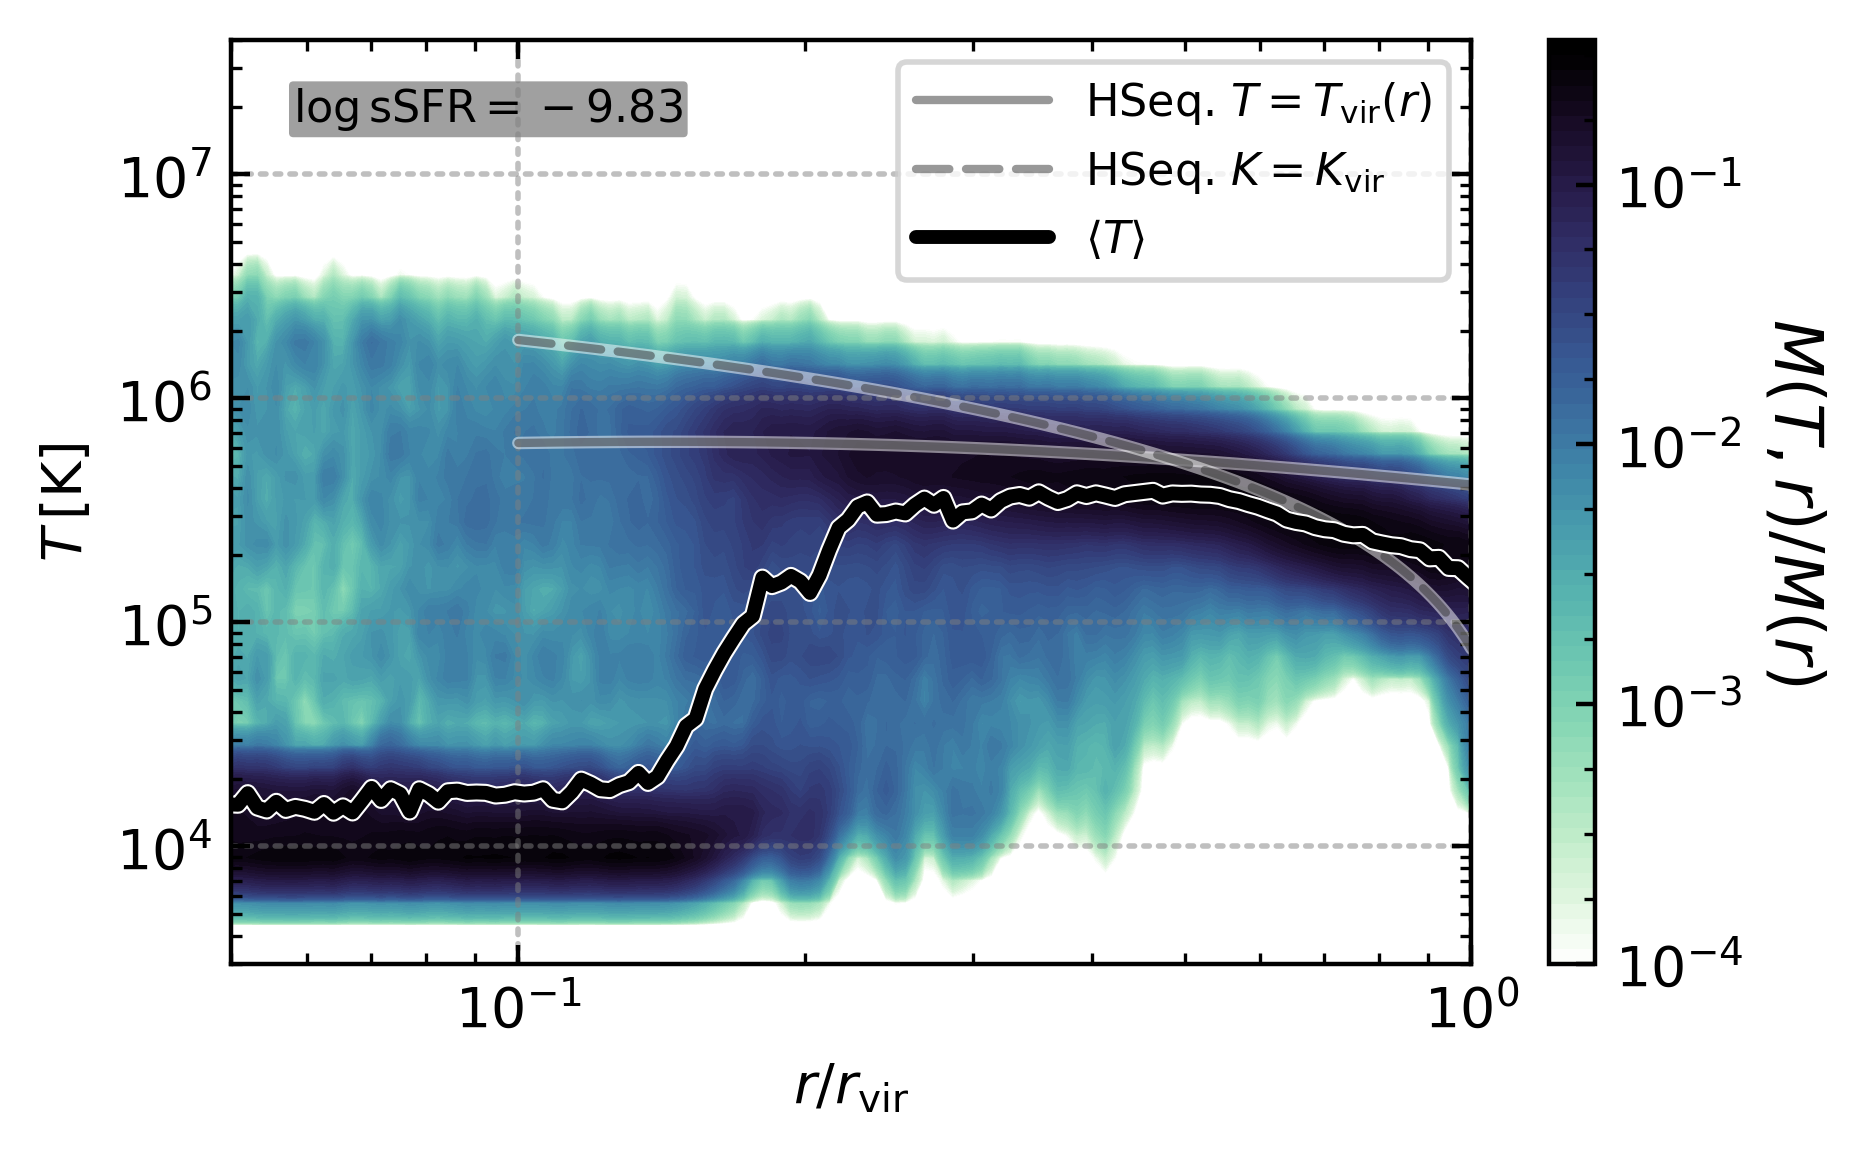 log sSFR = −9.83
HSeq. T = T_vir(r)
HSeq. K = K_vir
⟨T⟩
10^7
10^6
10^5
10^4
T [K]
10^−1
10^0
r/r_vir
10^−1
10^−2
10^−3
10^−4
M(T, r)/M(r)